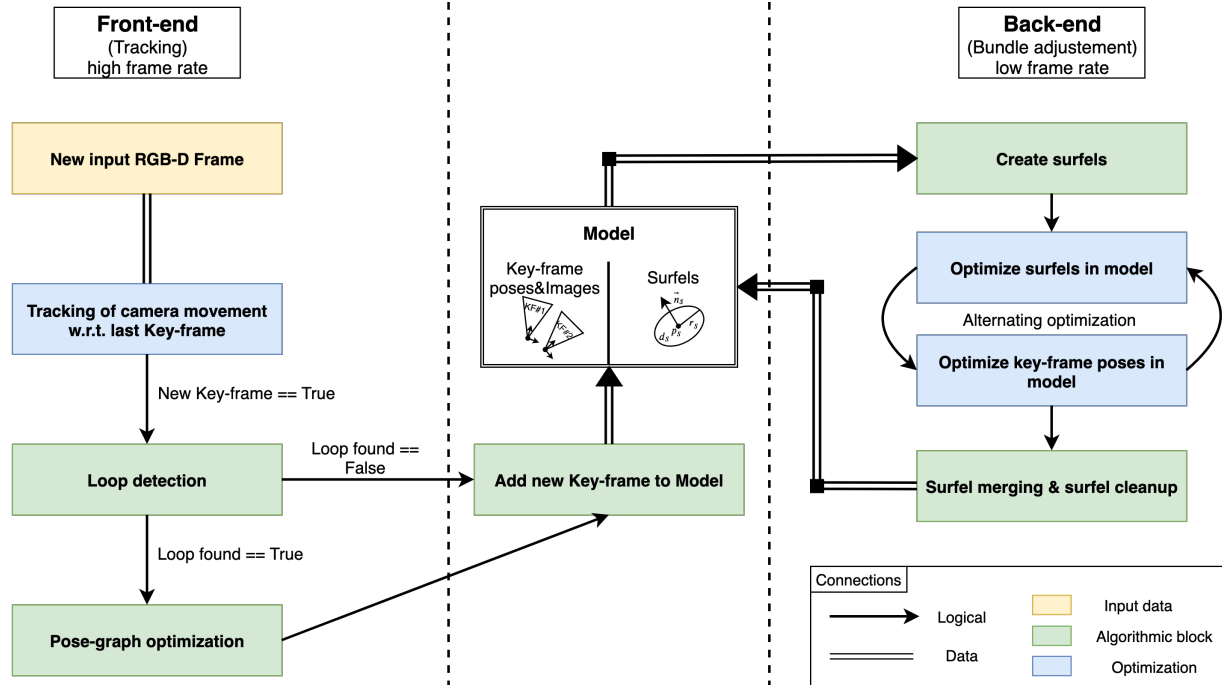 Front-end
(Tracking)
high frame rate
New input RGB-D Frame
Tracking of camera movement
w.r.t. last Key-frame
New Key-frame == True
Loop detection
Loop found ==
False
Loop found == True
Pose-graph optimization
Add new Key-frame to Model
Model
Key-frame
poses&Images
KF#1
KF#2
Surfels
n⃗s
ps
rs
ds
Back-end
(Bundle adjustement)
low frame rate
Create surfels
Optimize surfels in model
Alternating optimization
Optimize key-frame poses in
model
Surfel merging & surfel cleanup
Connections
Logical
Data
Input data
Algorithmic block
Optimization